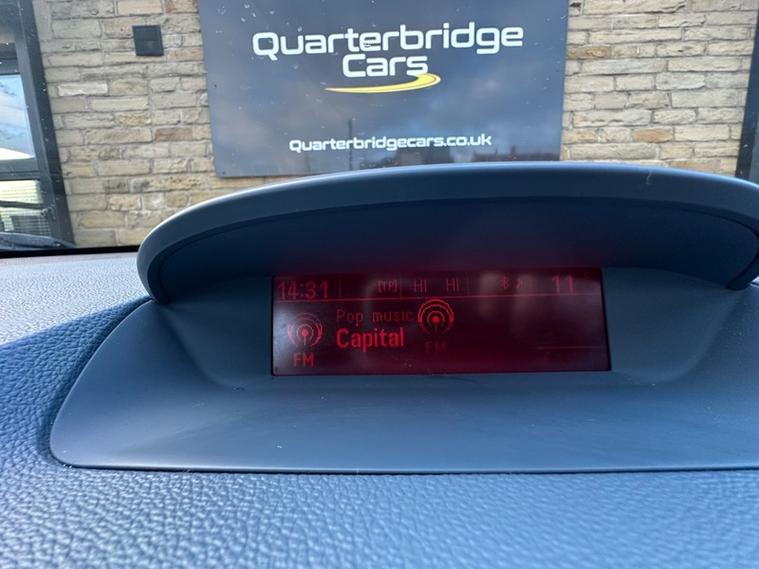 Quarterbridge
Cars
Quarterbridgecars.co.uk
14:31 [TP] HI HI 11
Pop music
Capital
FM FM